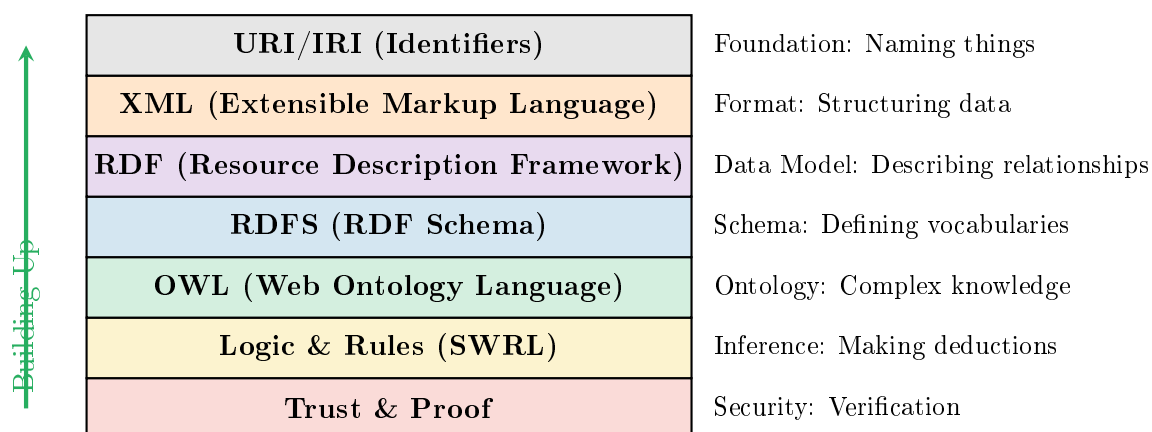 URI/IRI (Identifiers) Foundation: Naming things
XML (Extensible Markup Language) Format: Structuring data
RDF (Resource Description Framework) Data Model: Describing relationships
RDFS (RDF Schema) Schema: Defining vocabularies
OWL (Web Ontology Language) Ontology: Complex knowledge
Logic & Rules (SWRL) Inference: Making deductions
Trust & Proof Security: Verification
Building Up